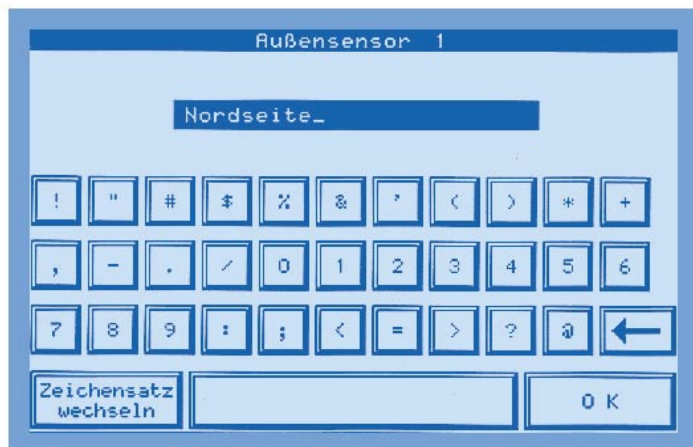 Außensensor 1
Nordseite_
! " # $ % & ' ( ) * +
, - . / 0 1 2 3 4 5 6
7 8 9 : ; < = > ? @ ←
Zeichensatz
wechseln
OK